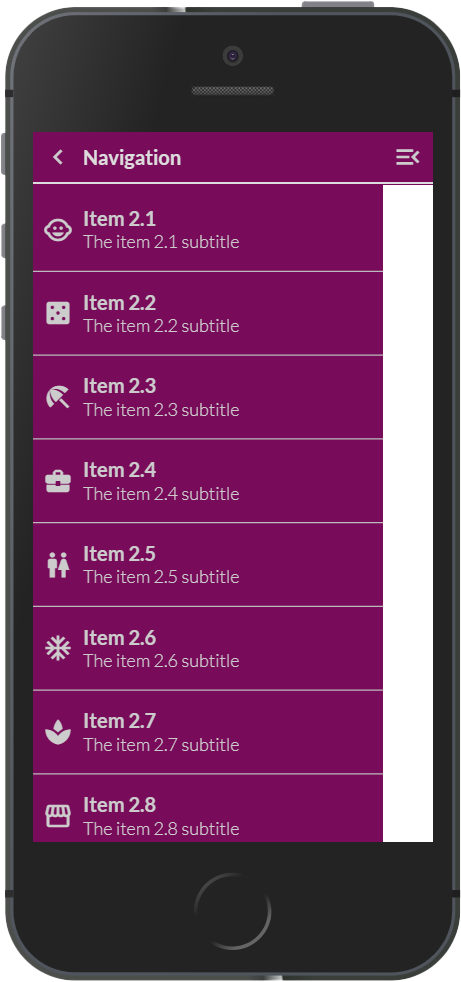 Navigation
Item 2.1
The item 2.1 subtitle
Item 2.2
The item 2.2 subtitle
Item 2.3
The item 2.3 subtitle
Item 2.4
The item 2.4 subtitle
Item 2.5
The item 2.5 subtitle
Item 2.6
The item 2.6 subtitle
Item 2.7
The item 2.7 subtitle
Item 2.8
The item 2.8 subtitle